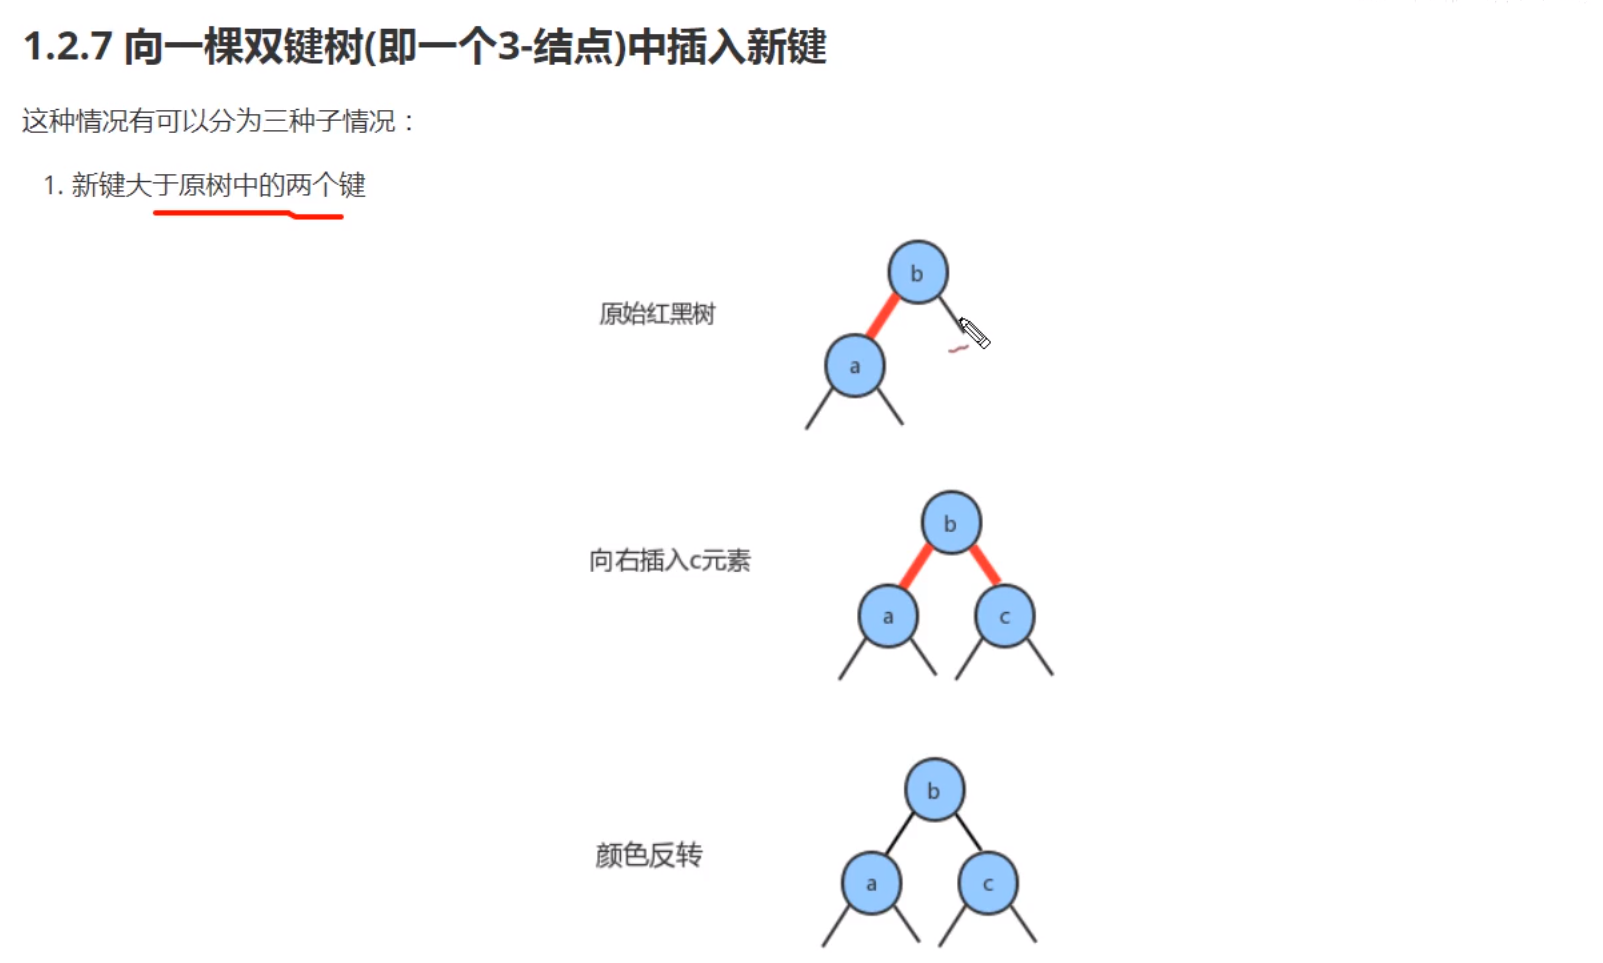 1.2.7 向一棵双键树(即一个3-结点)中插入新键
这种情况有可以分为三种子情况：
1. 新键大于原树中的两个键
b
原始红黑树
a
b
向右插入c元素
a c
b
颜色反转
a c